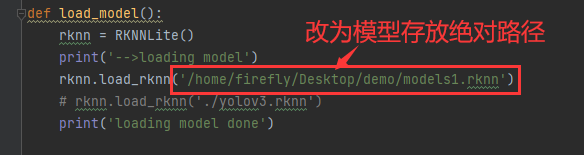 def load_model():
改为模型存放绝对路径
rknn = RKNNLite()
print('-->loading model')
rknn.load_rknn('/home/firefly/Desktop/demo/models1.rknn')
# rknn.load_rknn('./yolov3.rknn')
print('loading model done')